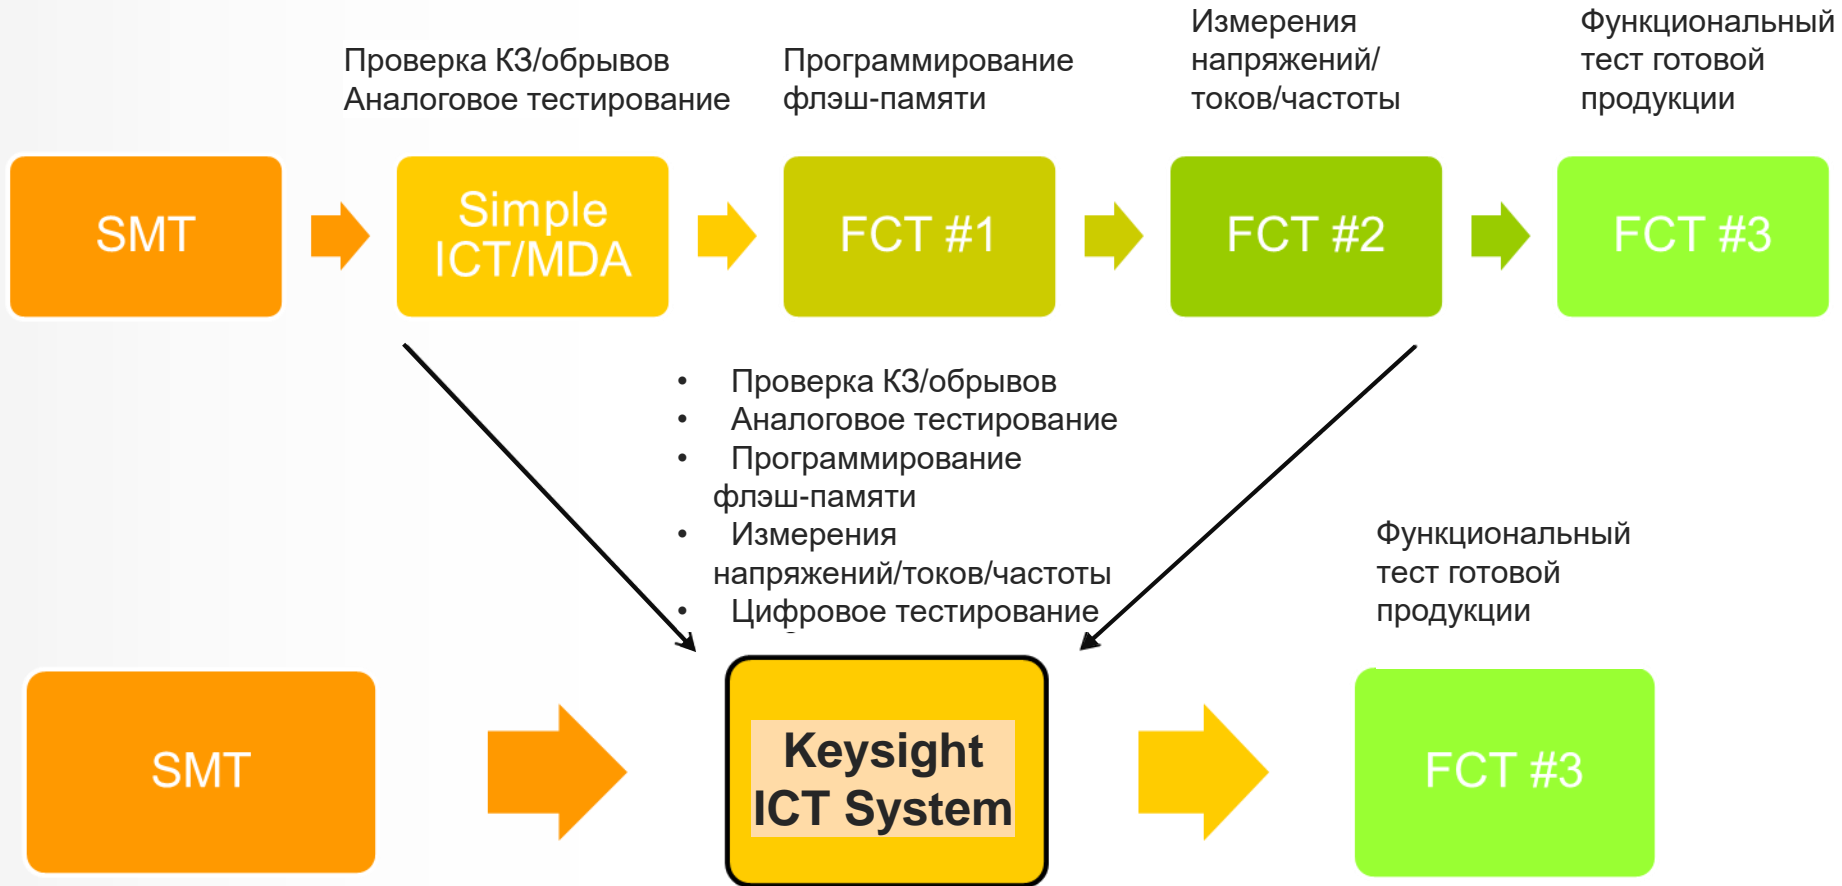 Проверка КЗ/обрывов
Аналоговое тестирование
Программирование
флэш-памяти
Измерения
напряжений/
токов/частоты
Функциональный
тест готовой
продукции
SMT
Simple
ICT/MDA
FCT #1
FCT #2
FCT #3
• Проверка КЗ/обрывов
• Аналоговое тестирование
• Программирование
флэш-памяти
• Измерения
напряжений/токов/частоты
• Цифровое тестирование
Функциональный
тест готовой
продукции
SMT
Keysight
ICT System
FCT #3